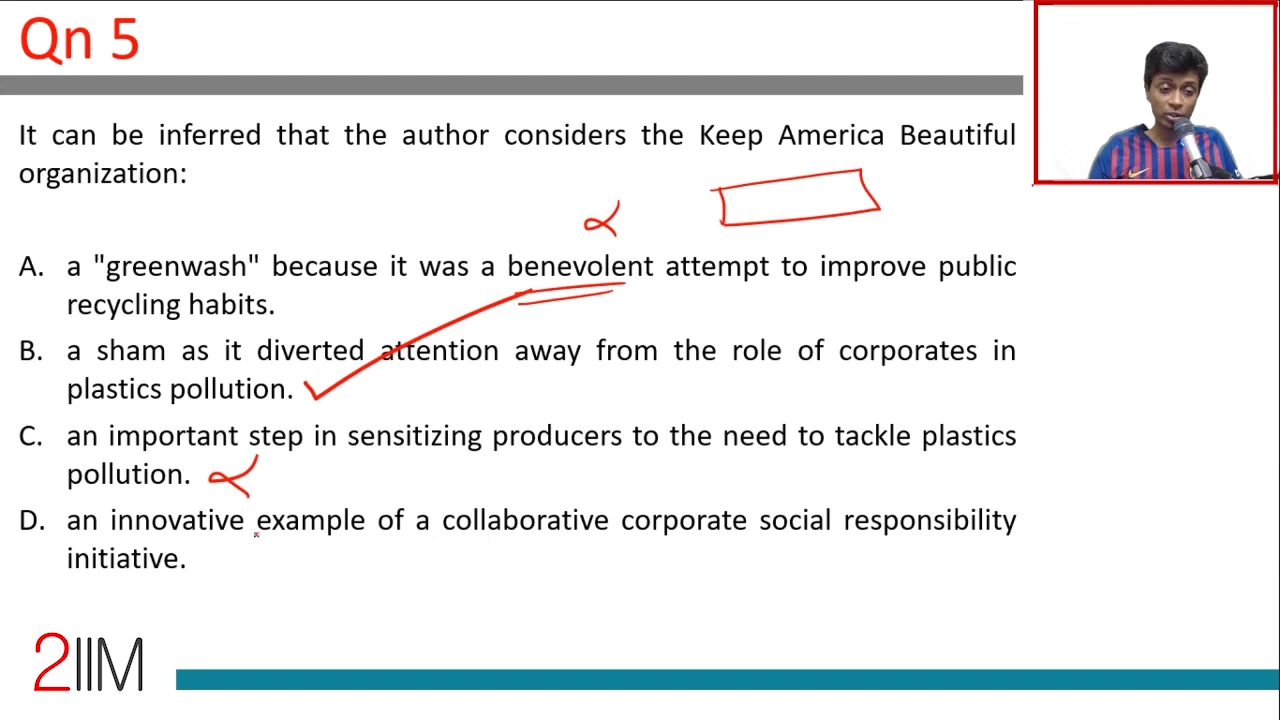 Qn 5
It can be inferred that the author considers the Keep America Beautiful
organization:
A. a "greenwash" because it was a benevolent attempt to improve public
recycling habits.
B. a sham as it diverted attention away from the role of corporates in
plastics pollution.
C. an important step in sensitizing producers to the need to tackle plastics
pollution.
D. an innovative example of a collaborative corporate social responsibility
initiative.
2IIM